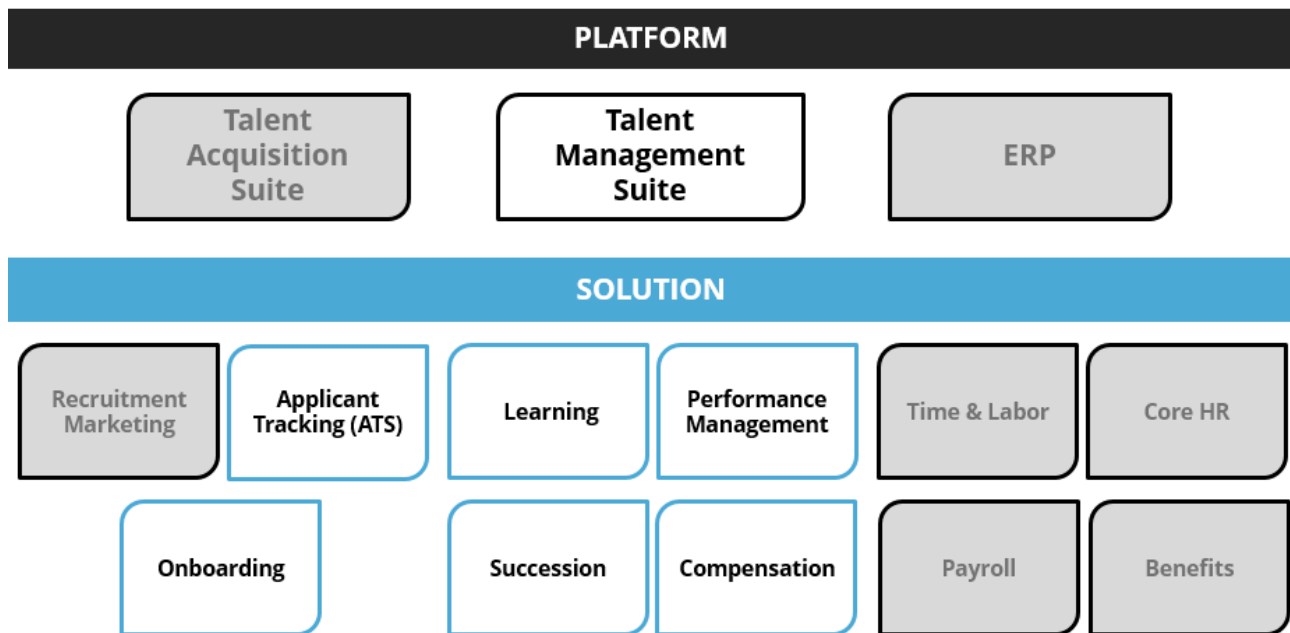 PLATFORM
Talent
Acquisition
Suite
Talent
Management
Suite
ERP
SOLUTION
Recruitment
Marketing
Applicant
Tracking (ATS)
Learning
Performance
Management
Time & Labor
Core HR
Onboarding
Succession
Compensation
Payroll
Benefits